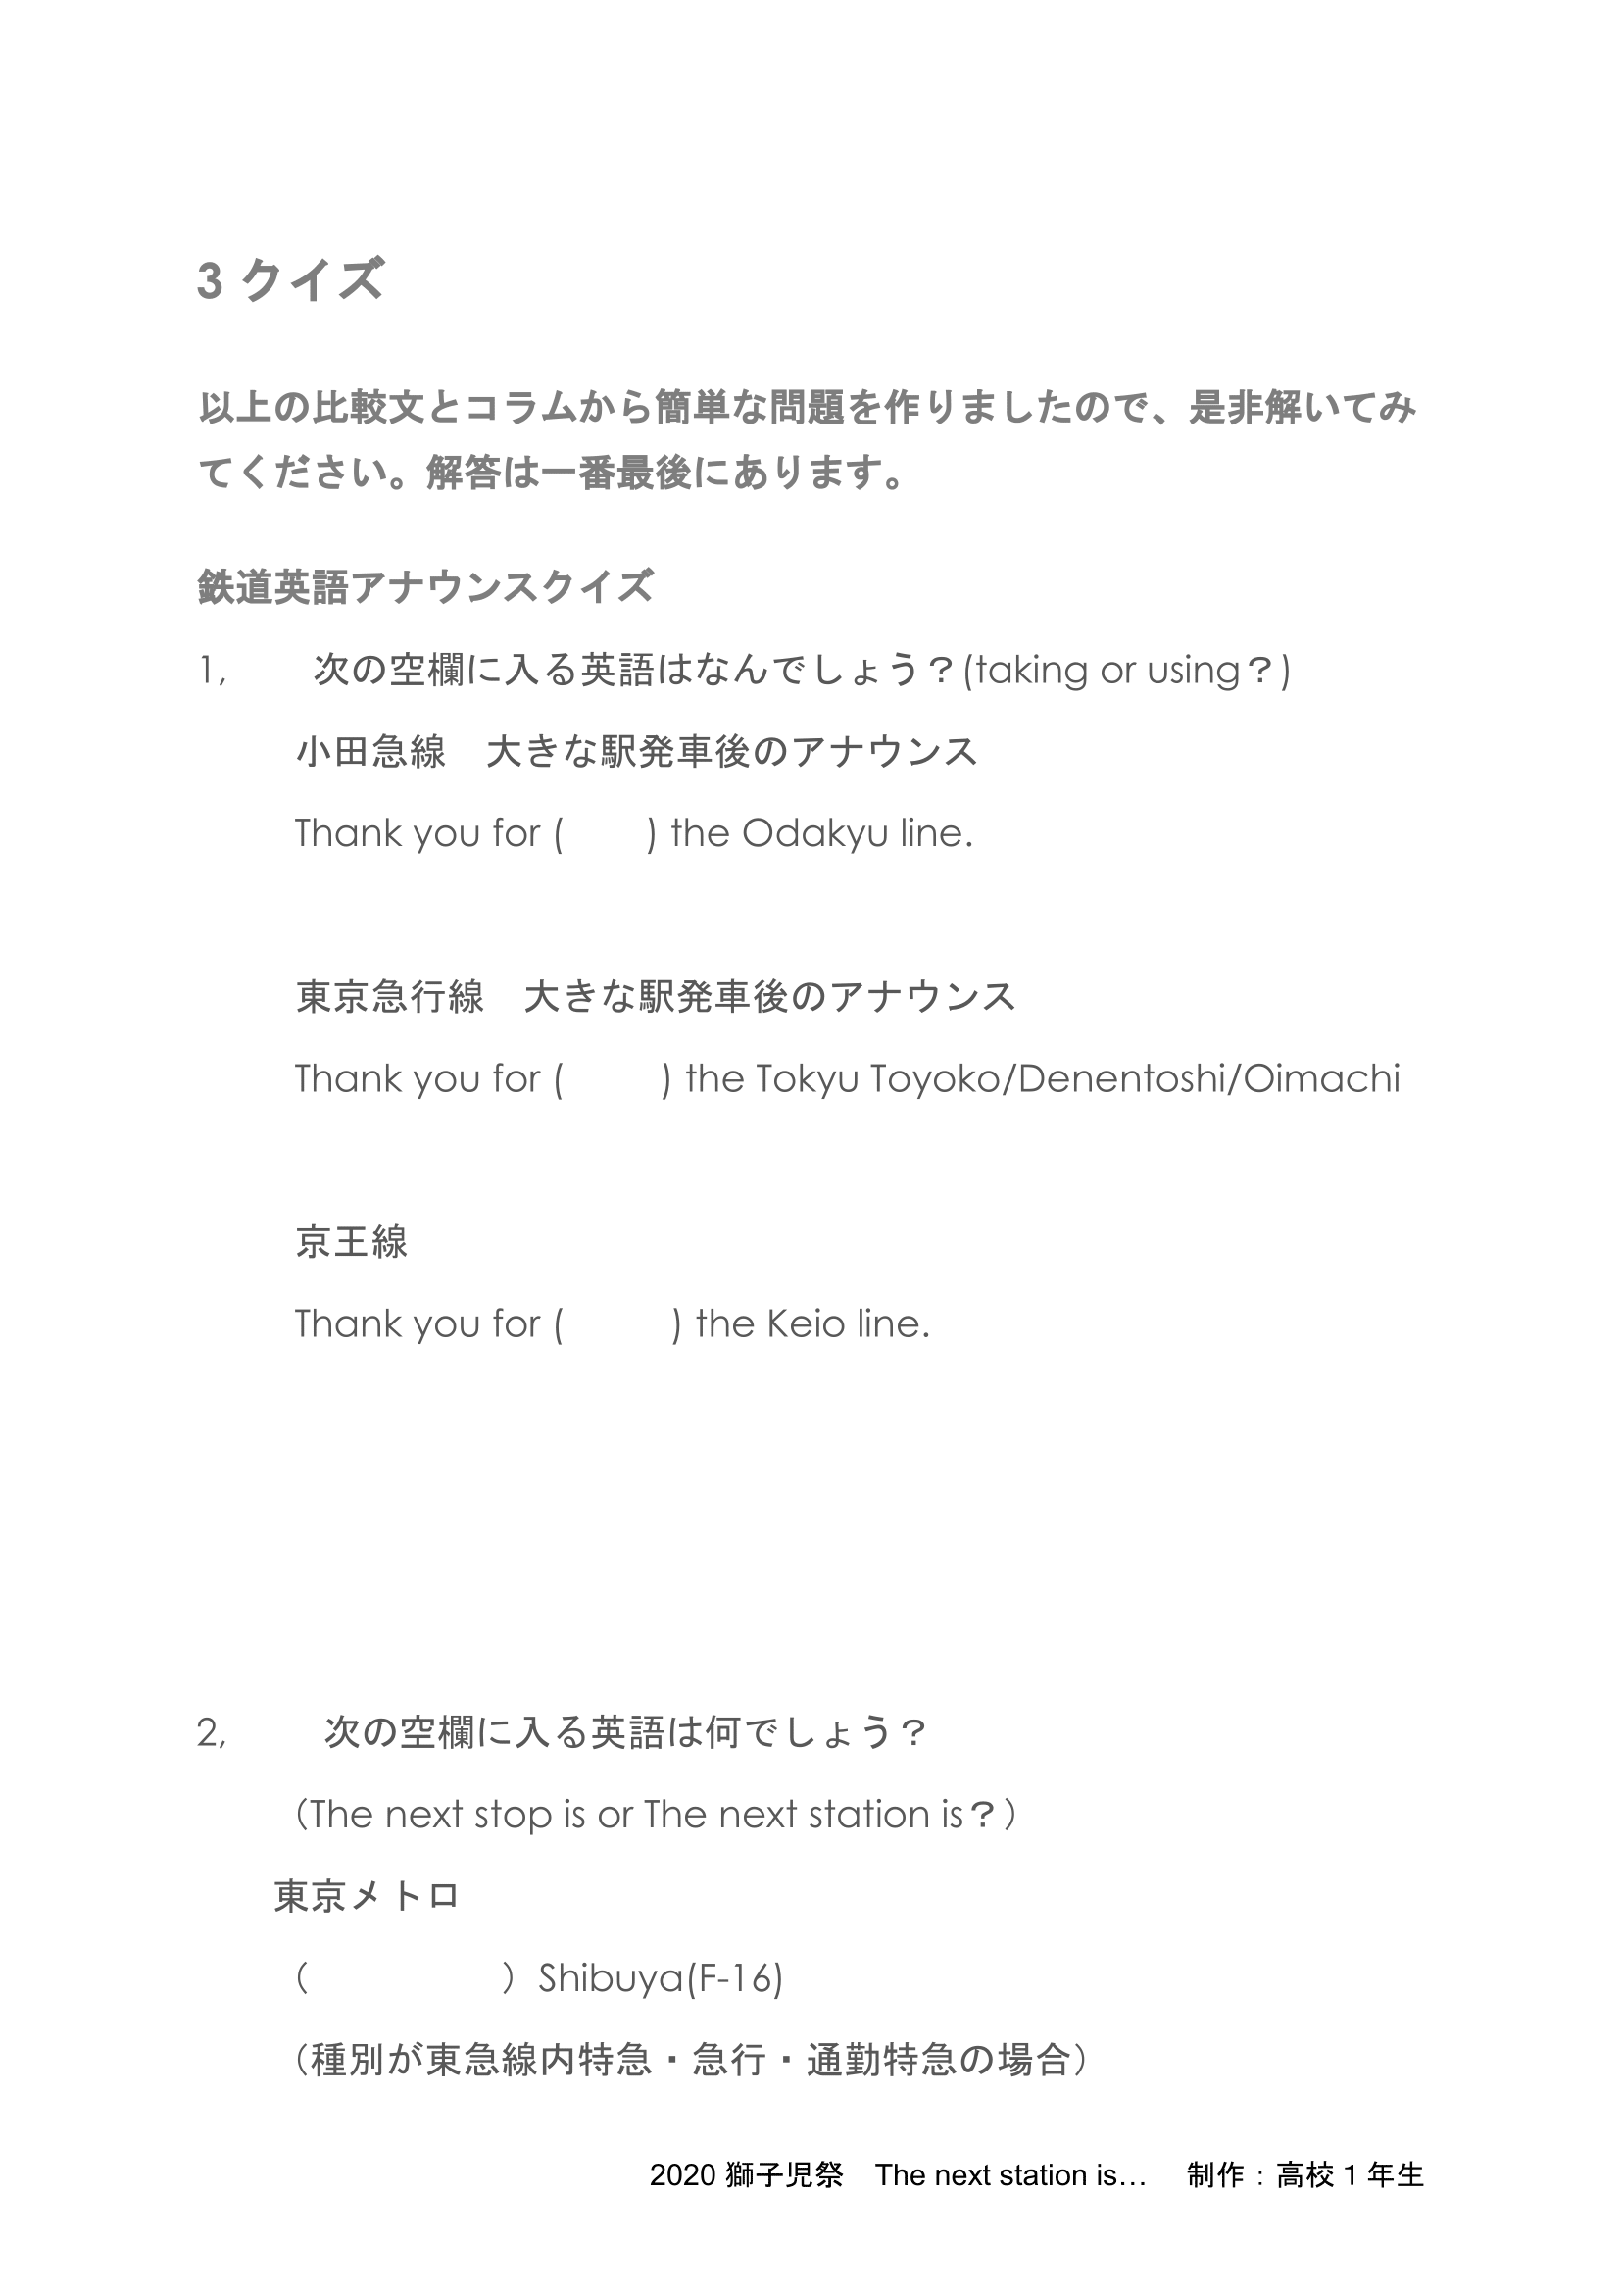 3 クイズ
以上の比較文とコラムから簡単な問題を作りましたので、是非解いてみ
てください。解答は一番最後にあります。
鉄道英語アナウンスクイズ
1,　　次の空欄に入る英語はなんでしょう？(taking or using？)
小田急線　大きな駅発車後のアナウンス
Thank you for (　　) the Odakyu line.
東京急行線　大きな駅発車後のアナウンス
Thank you for (　　) the Tokyu Toyoko/Denentoshi/Oimachi
京王線
Thank you for (　　) the Keio line.
2,　　次の空欄に入る英語は何でしょう？
（The next stop is or The next station is？）
東京メトロ
（　　　　　）Shibuya(F-16)
（種別が東急線内特急・急行・通勤特急の場合）
2020 獅子児祭　The next station is…　制作：高校 1 年生